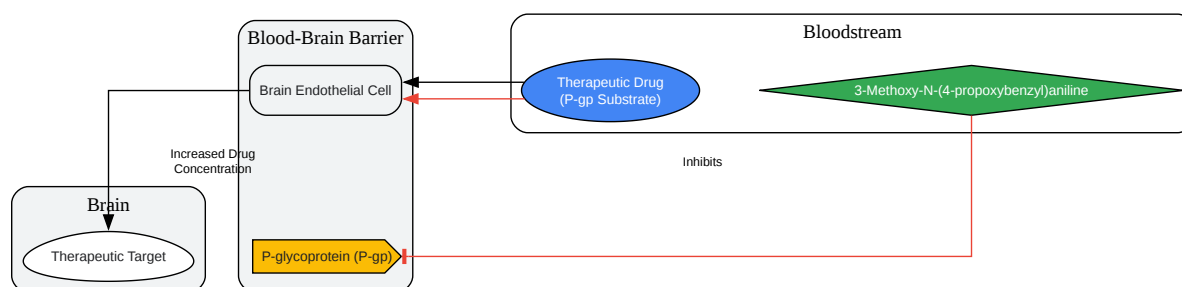 Bloodstream
Blood-Brain Barrier
Therapeutic Drug
(P-gp Substrate)
3-Methoxy-N-(4-propoxybenzyl)aniline
Brain Endothelial Cell
Increased Drug
Concentration
Inhibits
Brain
Therapeutic Target
P-glycoprotein (P-gp)